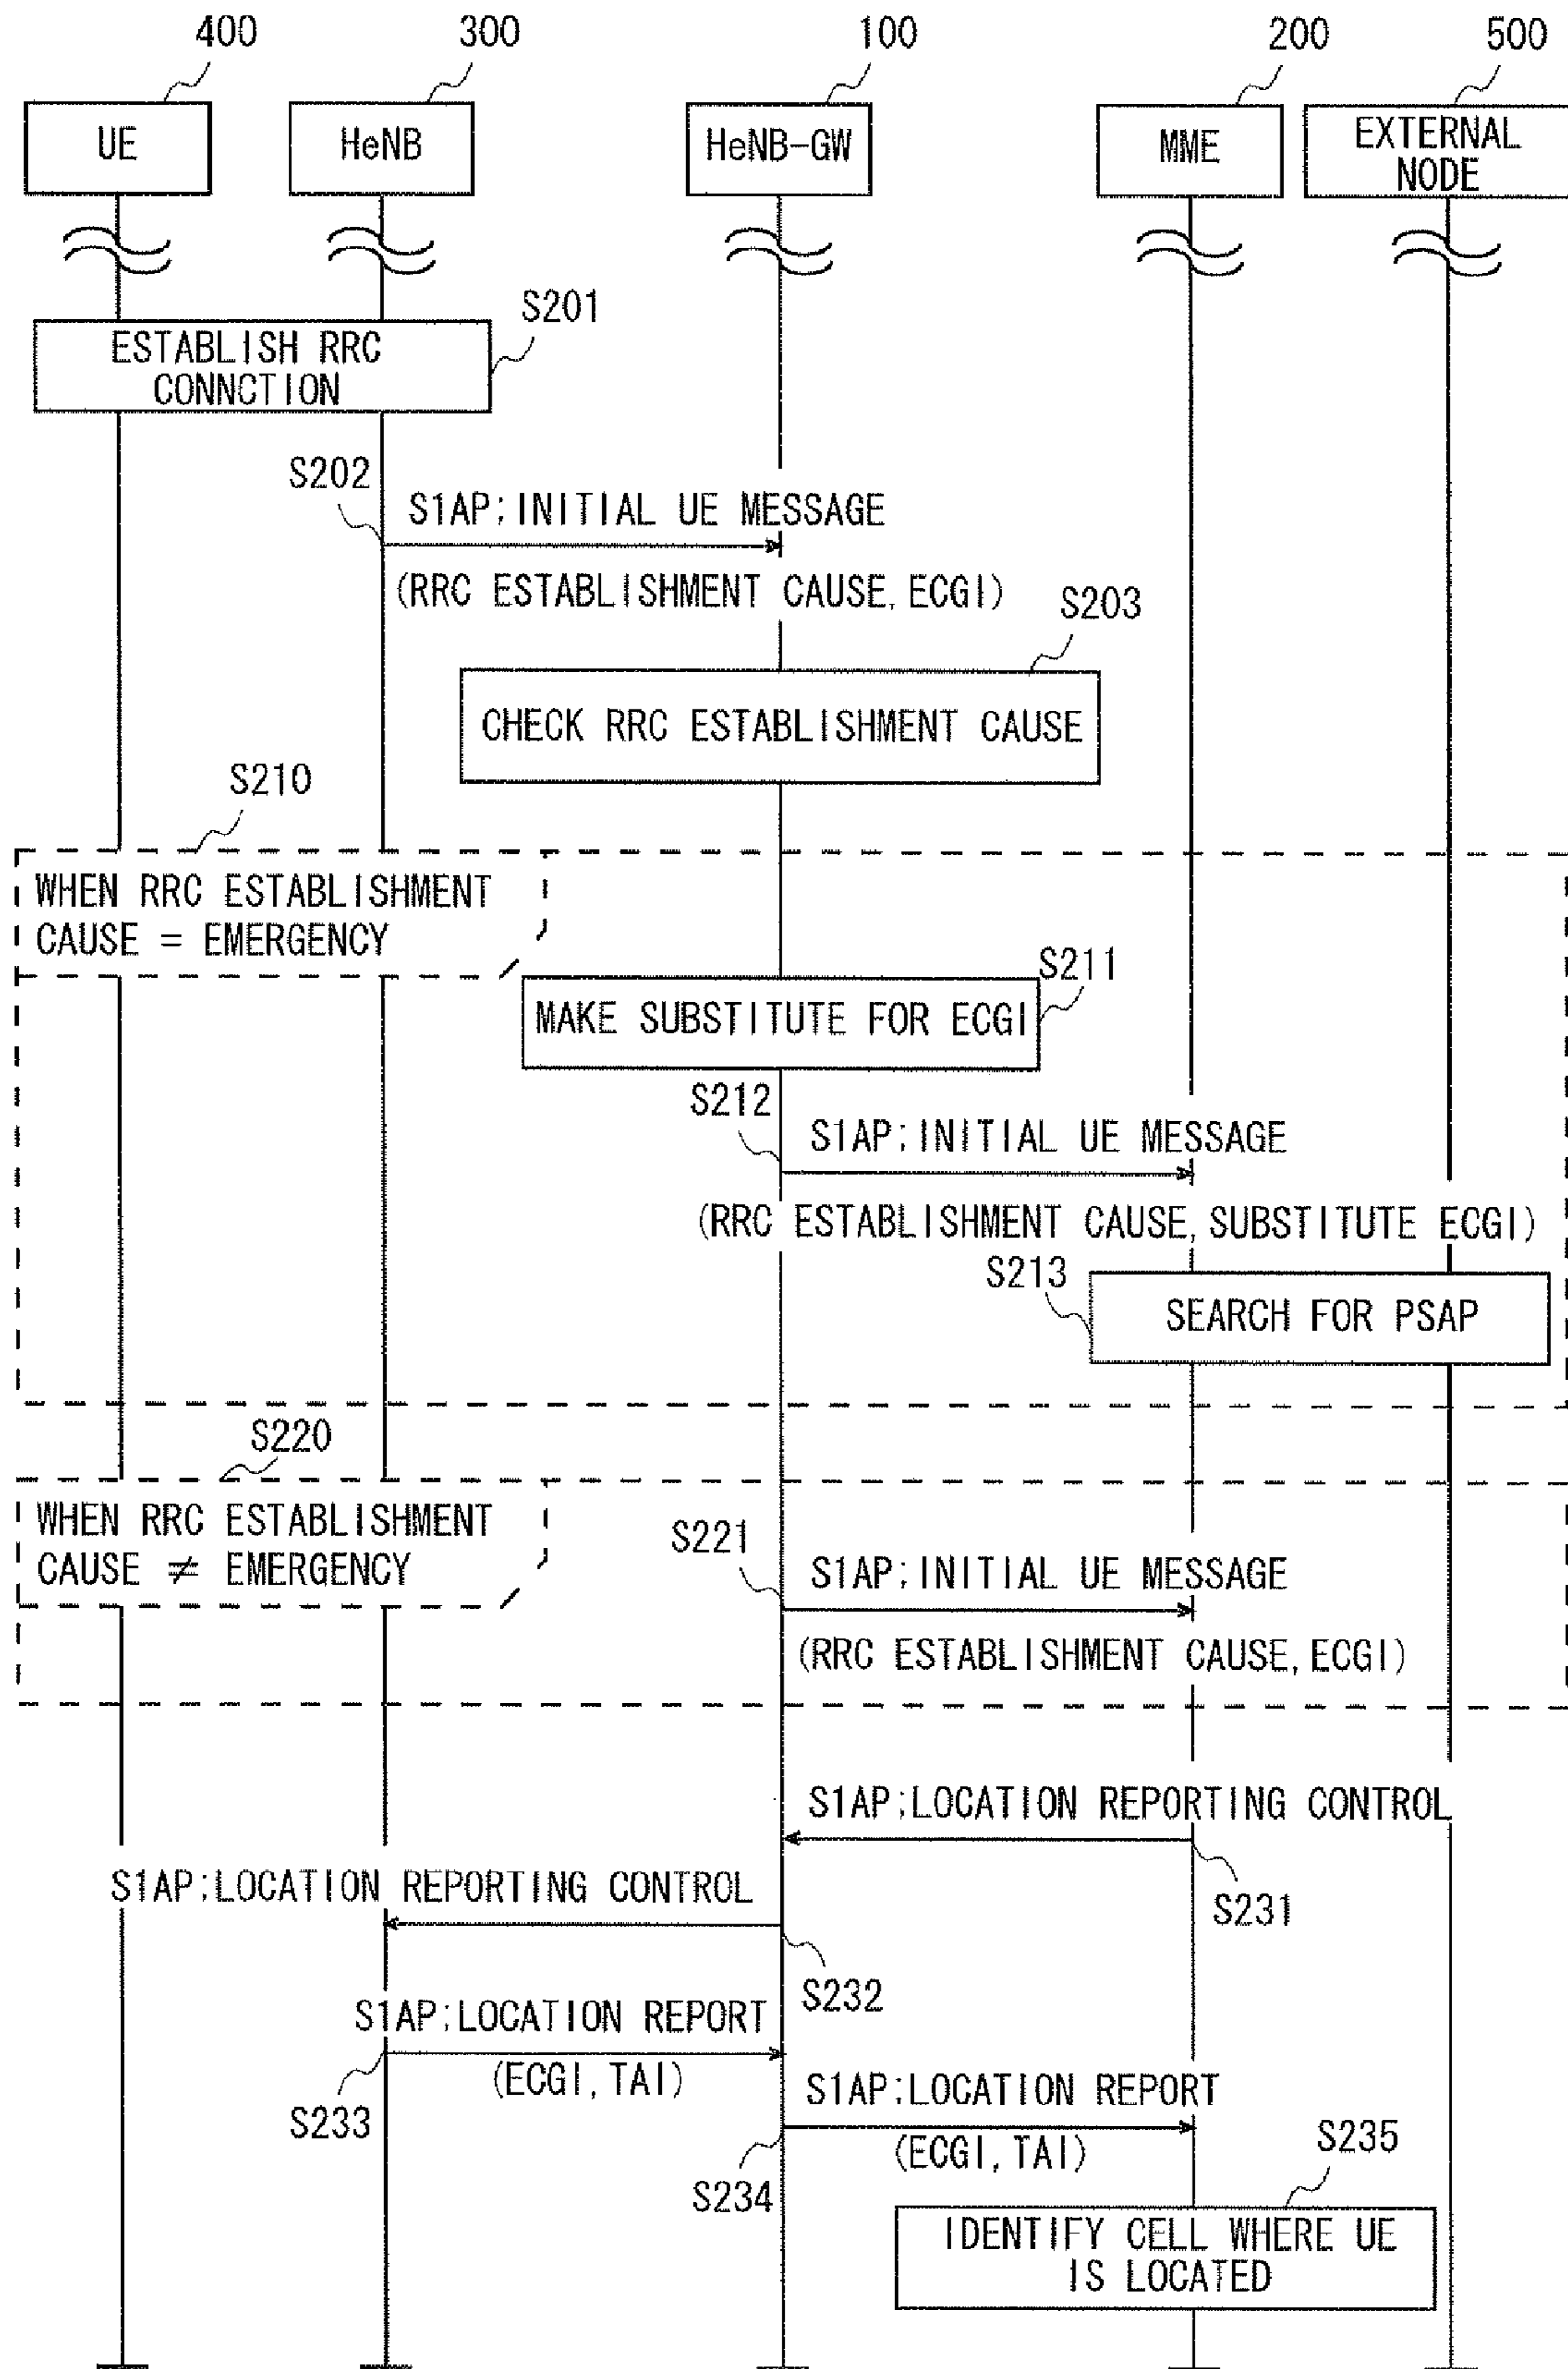 400
300
100
200
500
UE
HeNB
HeNB-GW
MME
EXTERNAL
NODE
S201
ESTABLISH RRC
CONNCTION
S202
S1AP;INITIAL UE MESSAGE
(RRC ESTABLISHMENT CAUSE,ECGI)
S203
CHECK RRC ESTABLISHMENT CAUSE
S210
WHEN RRC ESTABLISHMENT
CAUSE = EMERGENCY
S211
MAKE SUBSTITUTE FOR ECGI
S212
S1AP;INITIAL UE MESSAGE
(RRC ESTABLISHMENT CAUSE,SUBSTITUTE ECGI)
S213
SEARCH FOR PSAP
S220
WHEN RRC ESTABLISHMENT
CAUSE ≠ EMERGENCY
S221
S1AP;INITIAL UE MESSAGE
(RRC ESTABLISHMENT CAUSE,ECGI)
S1AP;LOCATION REPORTING CONTROL
S231
S1AP;LOCATION REPORTING CONTROL
S232
S1AP;LOCATION REPORT
(ECGI,TAI)
S233
S1AP;LOCATION REPORT
(ECGI,TAI)
S234
S235
IDENTIFY CELL WHERE UE
IS LOCATED